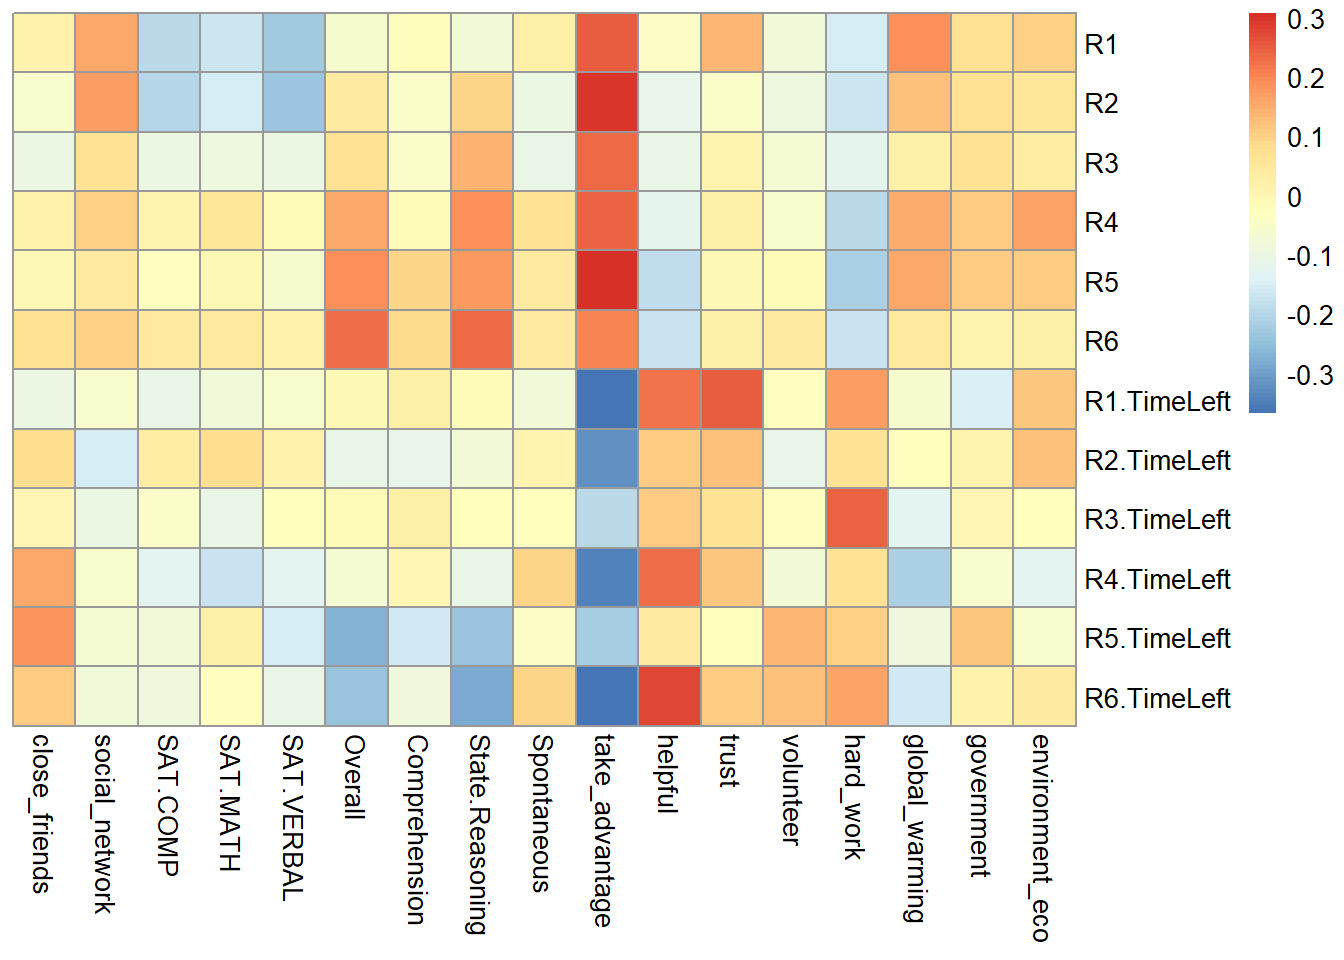 R1
R2
R3
R4
R5
R6
R1.TimeLeft
R2.TimeLeft
R3.TimeLeft
R4.TimeLeft
R5.TimeLeft
R6.TimeLeft
0.3
0.2
0.1
0
-0.1
-0.2
-0.3
close_friends
social_network
SAT.COMP
SAT.MATH
SAT.VERBAL
Overall
Comprehension
State.Reasoning
Spontaneous
take_advantage
helpful
trust
volunteer
hard_work
global_warming
government
environment_eco